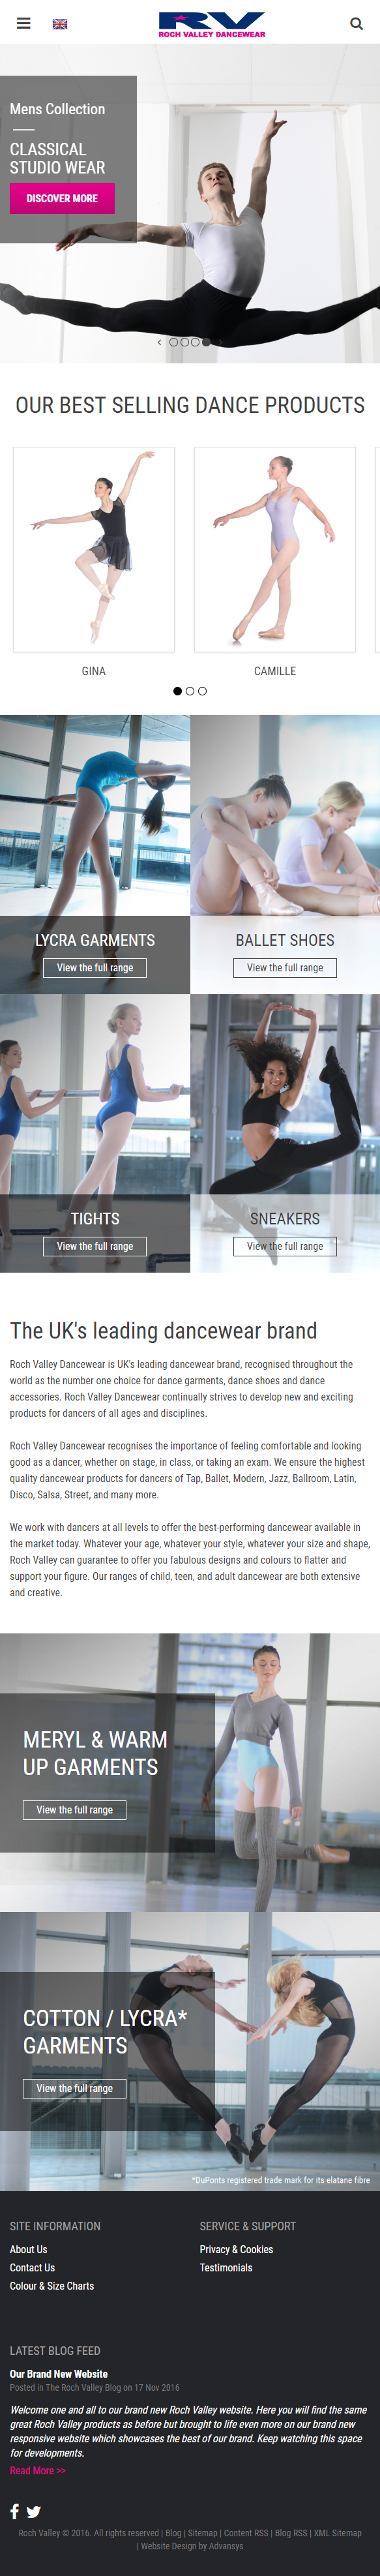 RV
ROCH VALLEY DANCEWEAR
Mens Collection
CLASSICAL
STUDIO WEAR
DISCOVER MORE
OUR BEST SELLING DANCE PRODUCTS
GINA
CAMILLE
LYCRA GARMENTS
View the full range
BALLET SHOES
View the full range
TIGHTS
View the full range
SNEAKERS
View the full range
The UK's leading dancewear brand
Roch Valley Dancewear is UK's leading dancewear brand, recognised throughout the
world as the number one choice for dance garments, dance shoes and dance
accessories. Roch Valley Dancewear continually strives to develop new and exciting
products for dancers of all ages and disciplines.
Roch Valley Dancewear recognises the importance of feeling comfortable and looking
good as a dancer, whether on stage, in class, or taking an exam. We ensure the highest
quality dancewear products for dancers of Tap, Ballet, Modern, Jazz, Ballroom, Latin,
Disco, Salsa, Street, and many more.
We work with dancers at all levels to offer the best-performing dancewear available in
the market today. Whatever your age, whatever your style, whatever your size and shape,
Roch Valley can guarantee to offer you fabulous designs and colours to flatter and
support your figure. Our ranges of child, teen, and adult dancewear are both extensive
and creative.
MERYL & WARM
UP GARMENTS
View the full range
COTTON / LYCRA*
GARMENTS
View the full range
*DuPonts registered trade mark for its elatane fibre
SITE INFORMATION
About Us
Contact Us
Colour & Size Charts
SERVICE & SUPPORT
Privacy & Cookies
Testimonials
LATEST BLOG FEED
Our Brand New Website
Posted in The Roch Valley Blog on 17 Nov 2016
Welcome one and all to our brand new Roch Valley website. Here you will find the same
great Roch Valley products as before but brought to life even more on our brand new
responsive website which showcases the best of our brand. Keep watching this space
for developments.
Read More >>
Roch Valley © 2016. All rights reserved | Blog | Sitemap | Content RSS | Blog RSS | XML Sitemap
| Website Design by Advansys